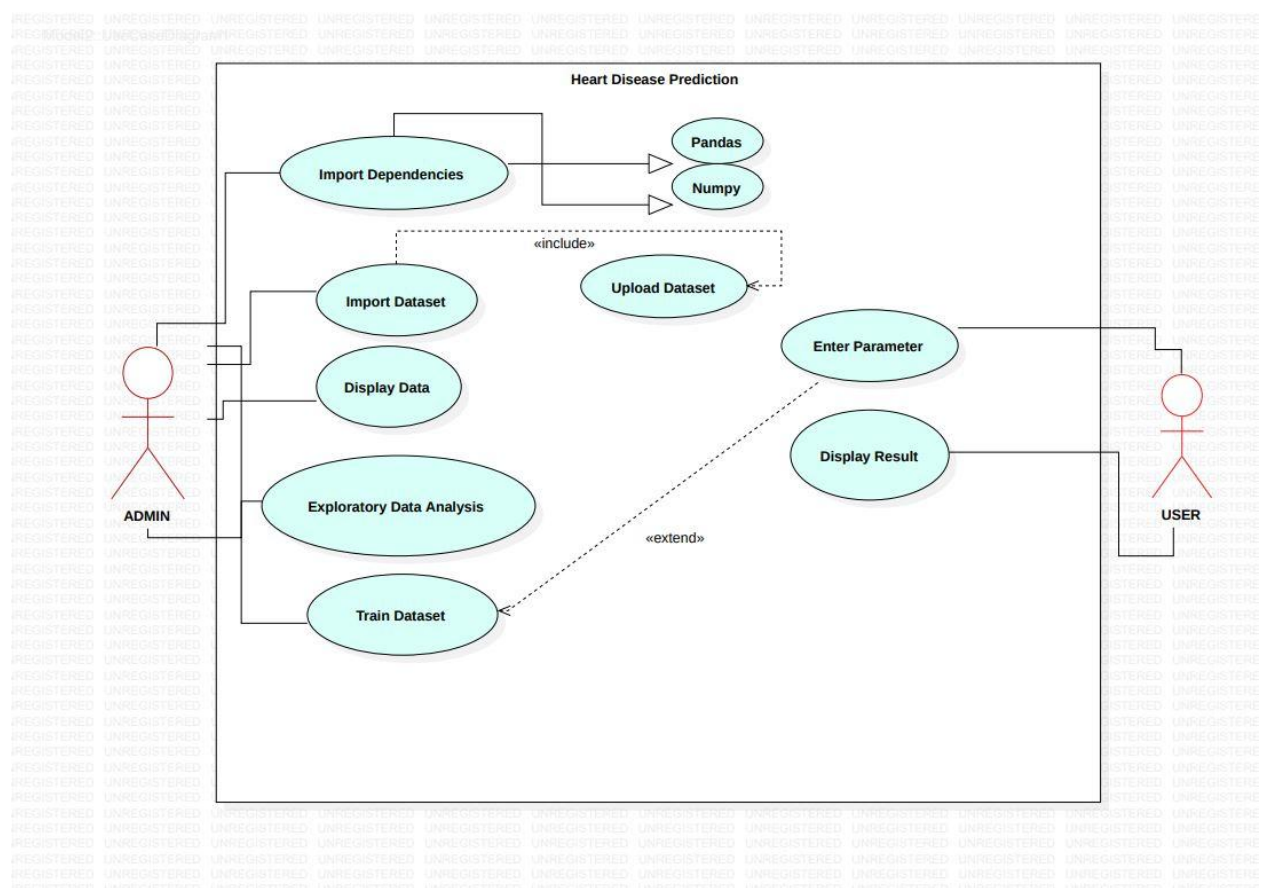 Heart Disease Prediction
Pandas
Import Dependencies
Numpy
«include»
Upload Dataset
Import Dataset
Enter Parameter
Display Data
Display Result
Exploratory Data Analysis
ADMIN
USER
«extend»
Train Dataset
UNREGISTERED